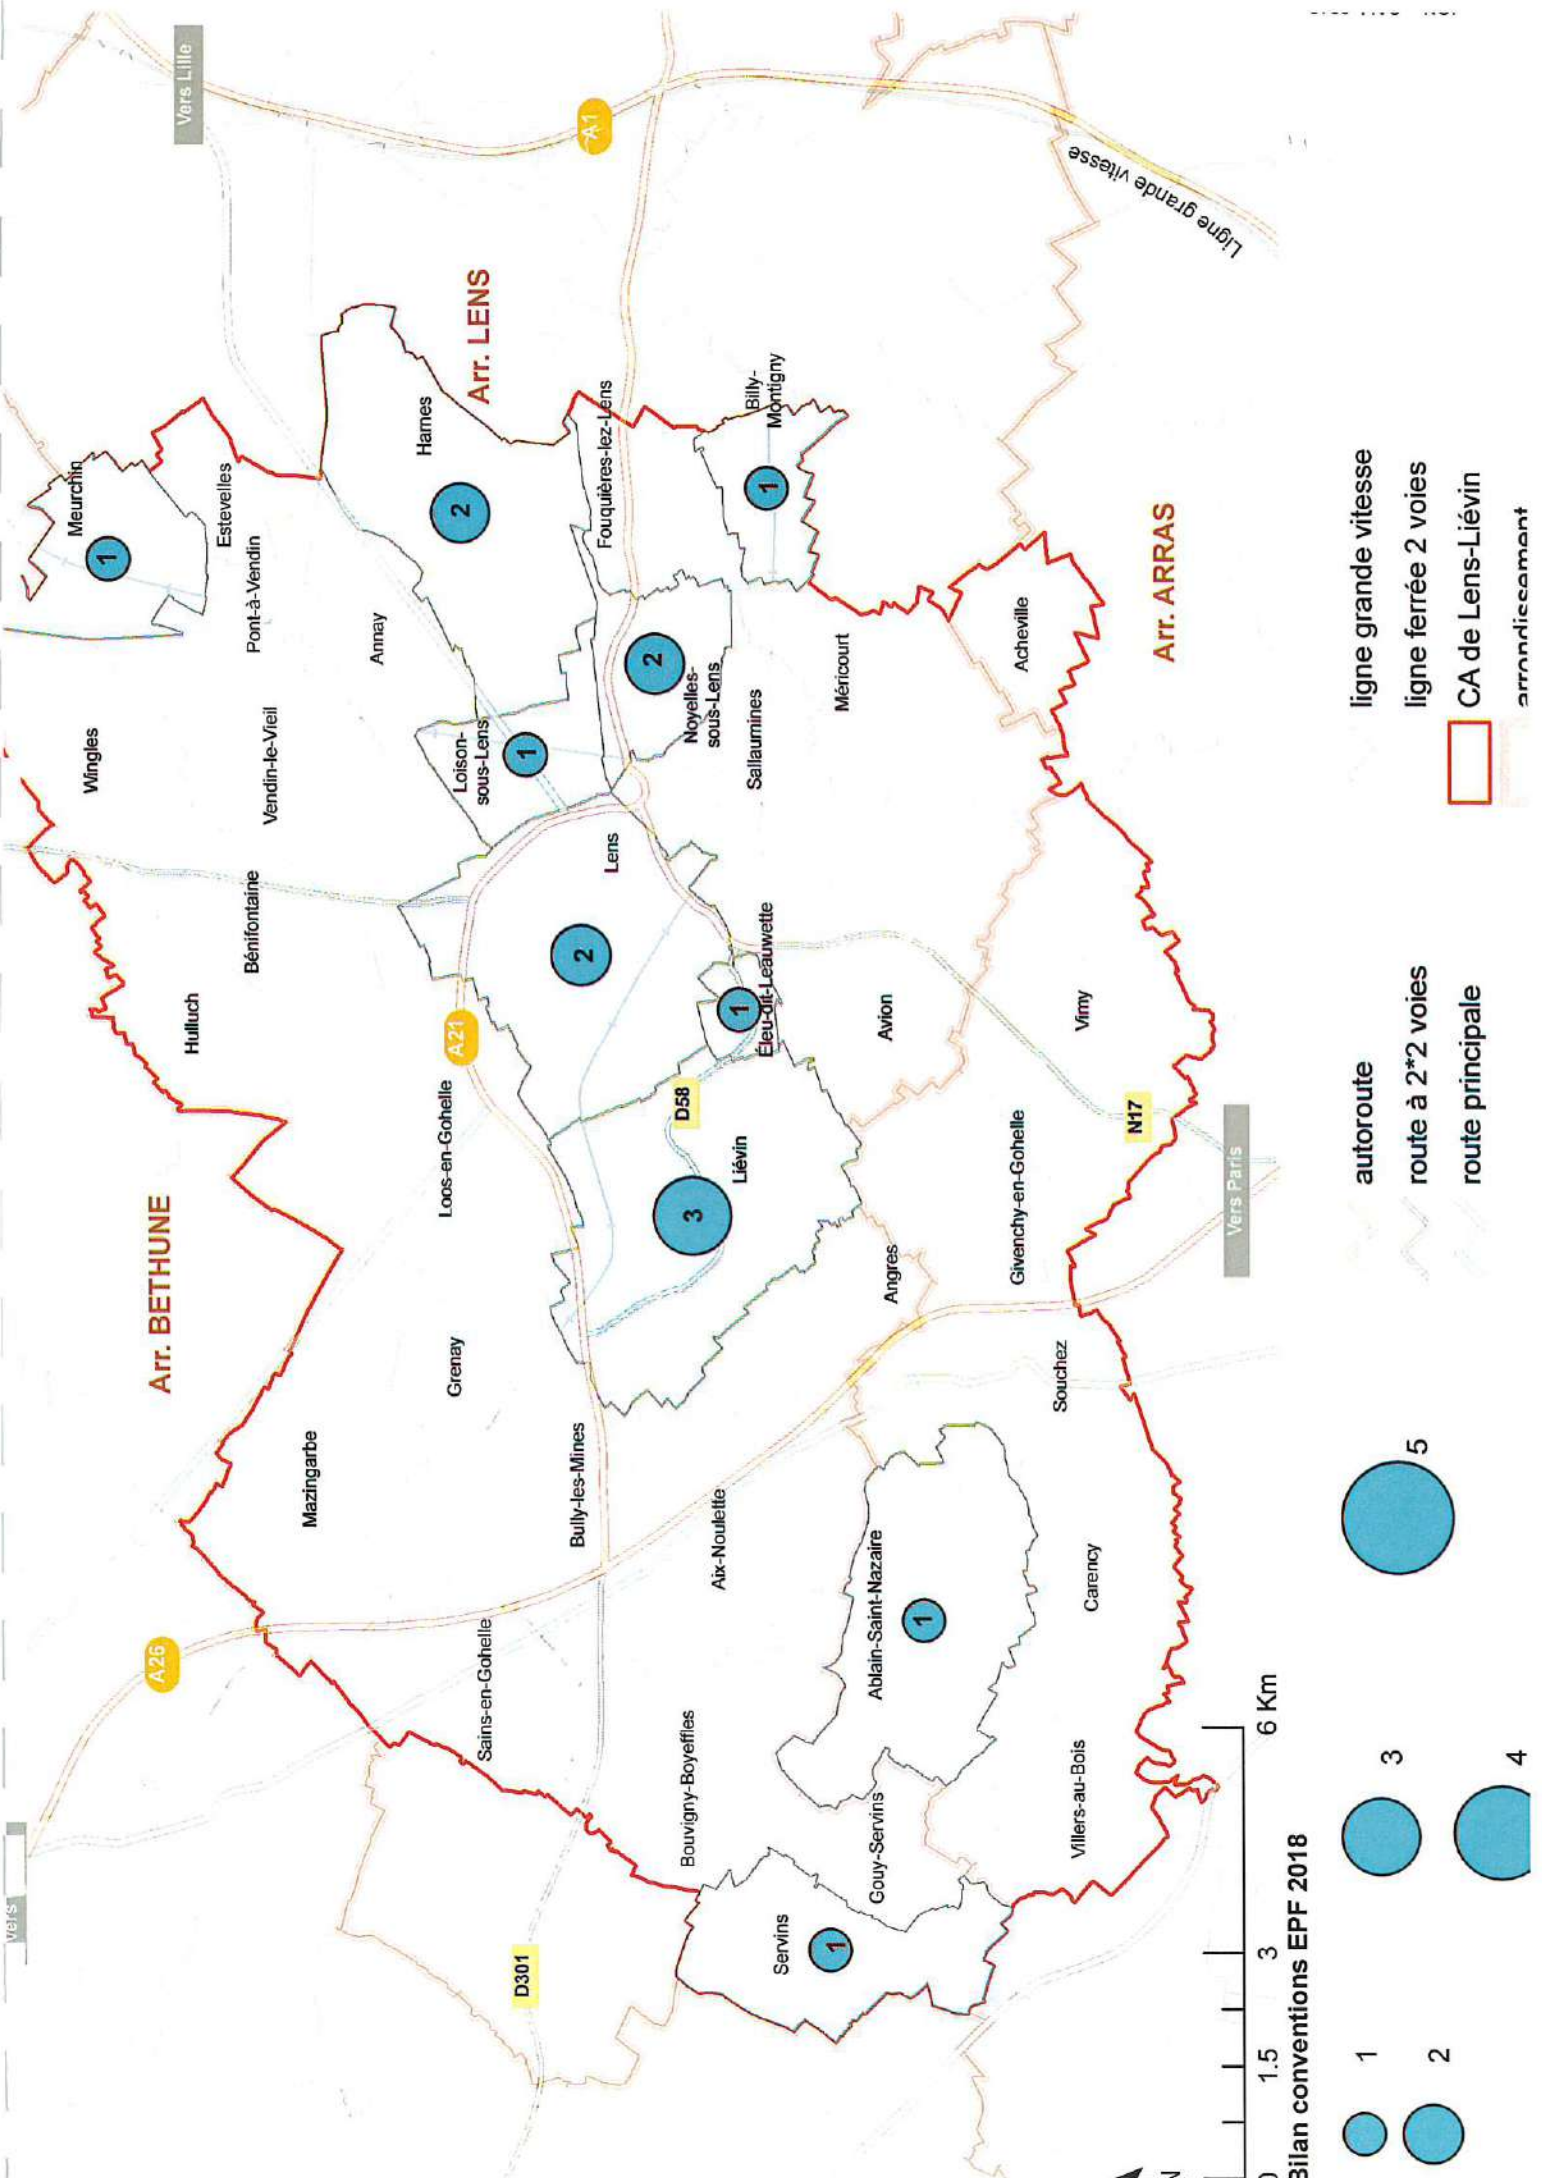 Vers Lille
A1
Ligne grande vitesse
Arr. LENS
Meurchin
1
Estevelles
Pont-à-Vendin
Harnes
2
Annay
Fouquières-lez-Lens
Billy-
Montigny
1
Wingles
Vendin-le-Vieil
Loison-
sous-Lens
1
2
Noyelles-
sous-Lens
Sallaumines
Méricourt
Acheville
Arr. ARRAS
Hulluch
Bénifontaine
Lens
2
A21
1
Éleu-dit-Leauwette
Avion
Vimy
Arr. BETHUNE
Loos-en-Gohelle
D58
Liévin
3
N17
Vers Paris
Grenay
Angres
Givenchy-en-Gohelle
Mazingarbe
Bully-les-Mines
Aix-Noulette
Souchez
A26
Sains-en-Gohelle
Ablain-Saint-Nazaire
1
Carency
Bouvigny-Boyeffles
Gouy-Servins
Villers-au-Bois
vers
D301
Servins
1
N
0
1.5
3
6 Km
Bilan conventions EPF 2018
1
2
3
4
5
autoroute
route à 2*2 voies
route principale
ligne grande vitesse
ligne ferrée 2 voies
CA de Lens-Liévin
arrondissement